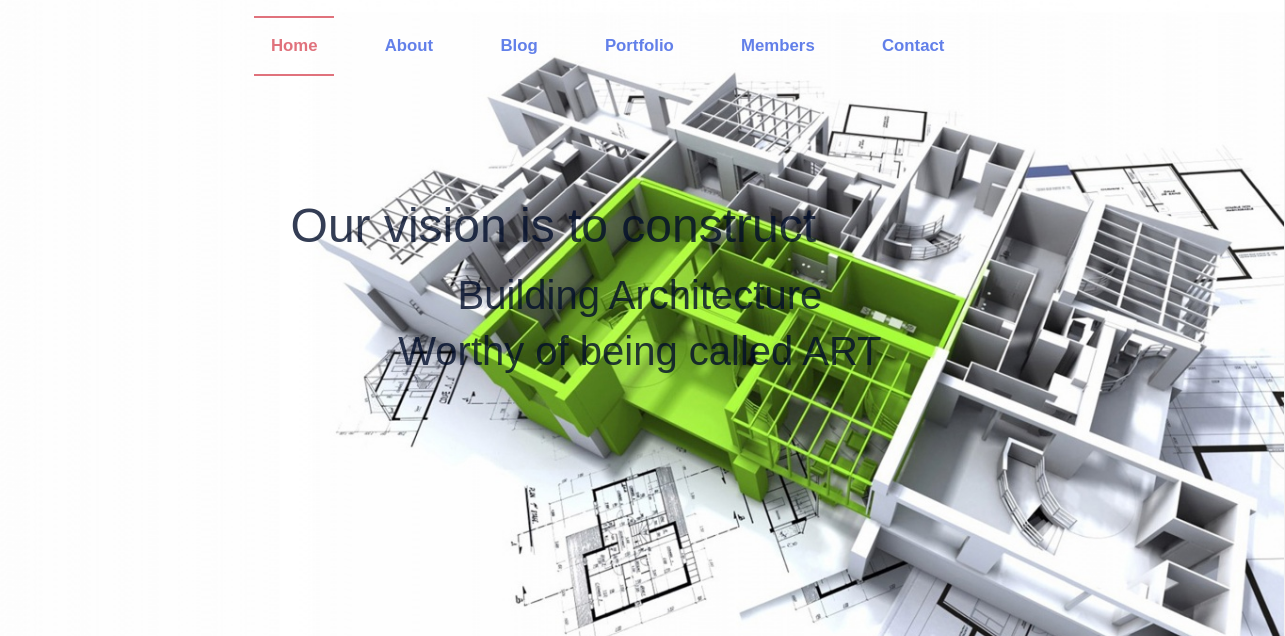 Home About Blog Portfolio Members Contact
Our vision is to construct
Building Architecture
Worthy of being called ART